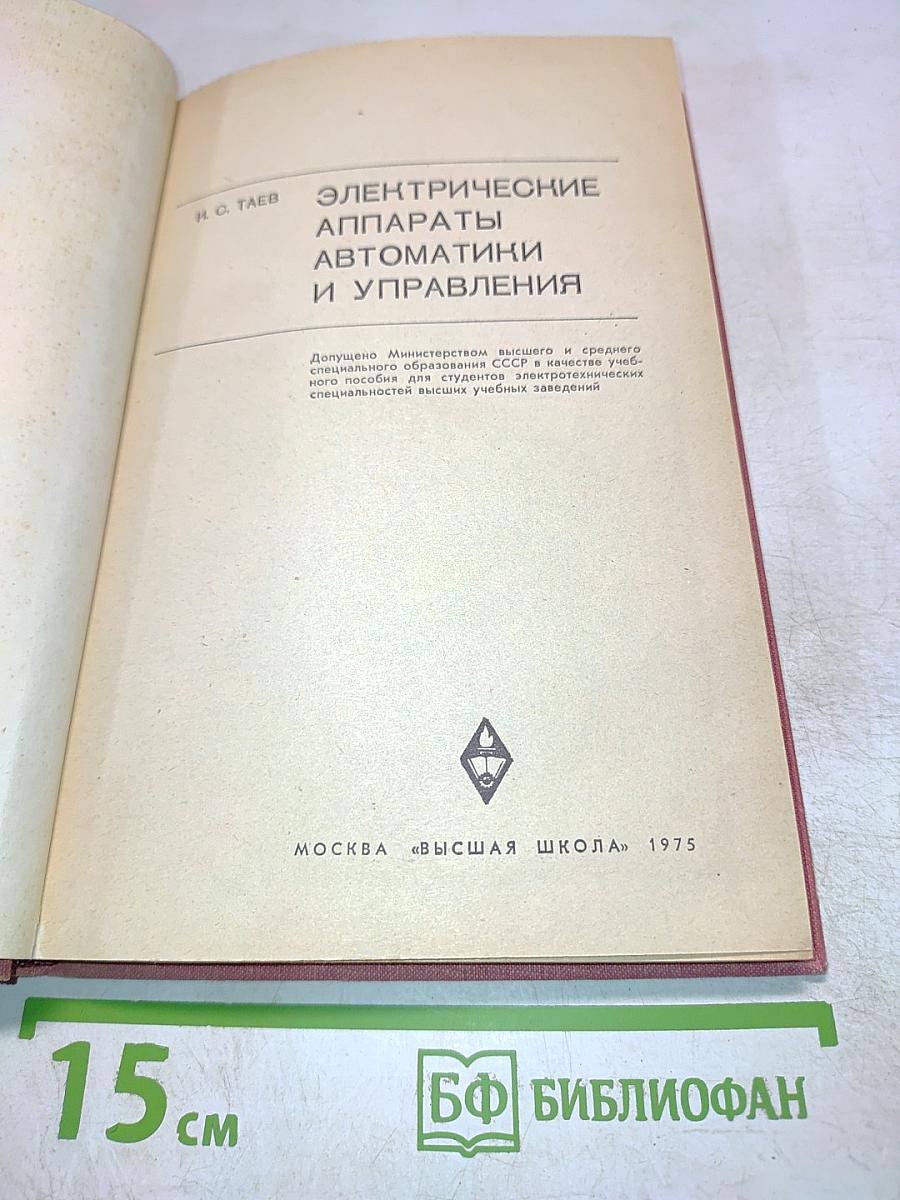 И. С. ТАЕВ
ЭЛЕКТРИЧЕСКИЕ
АППАРАТЫ
АВТОМАТИКИ
И УПРАВЛЕНИЯ
Допущено Министерством высшего и среднего
специального образования СССР в качестве учеб-
ного пособия для студентов электротехнических
специальностей высших учебных заведений
МОСКВА «ВЫСШАЯ ШКОЛА» 1975
15 см
БФ БИБЛИОФАН